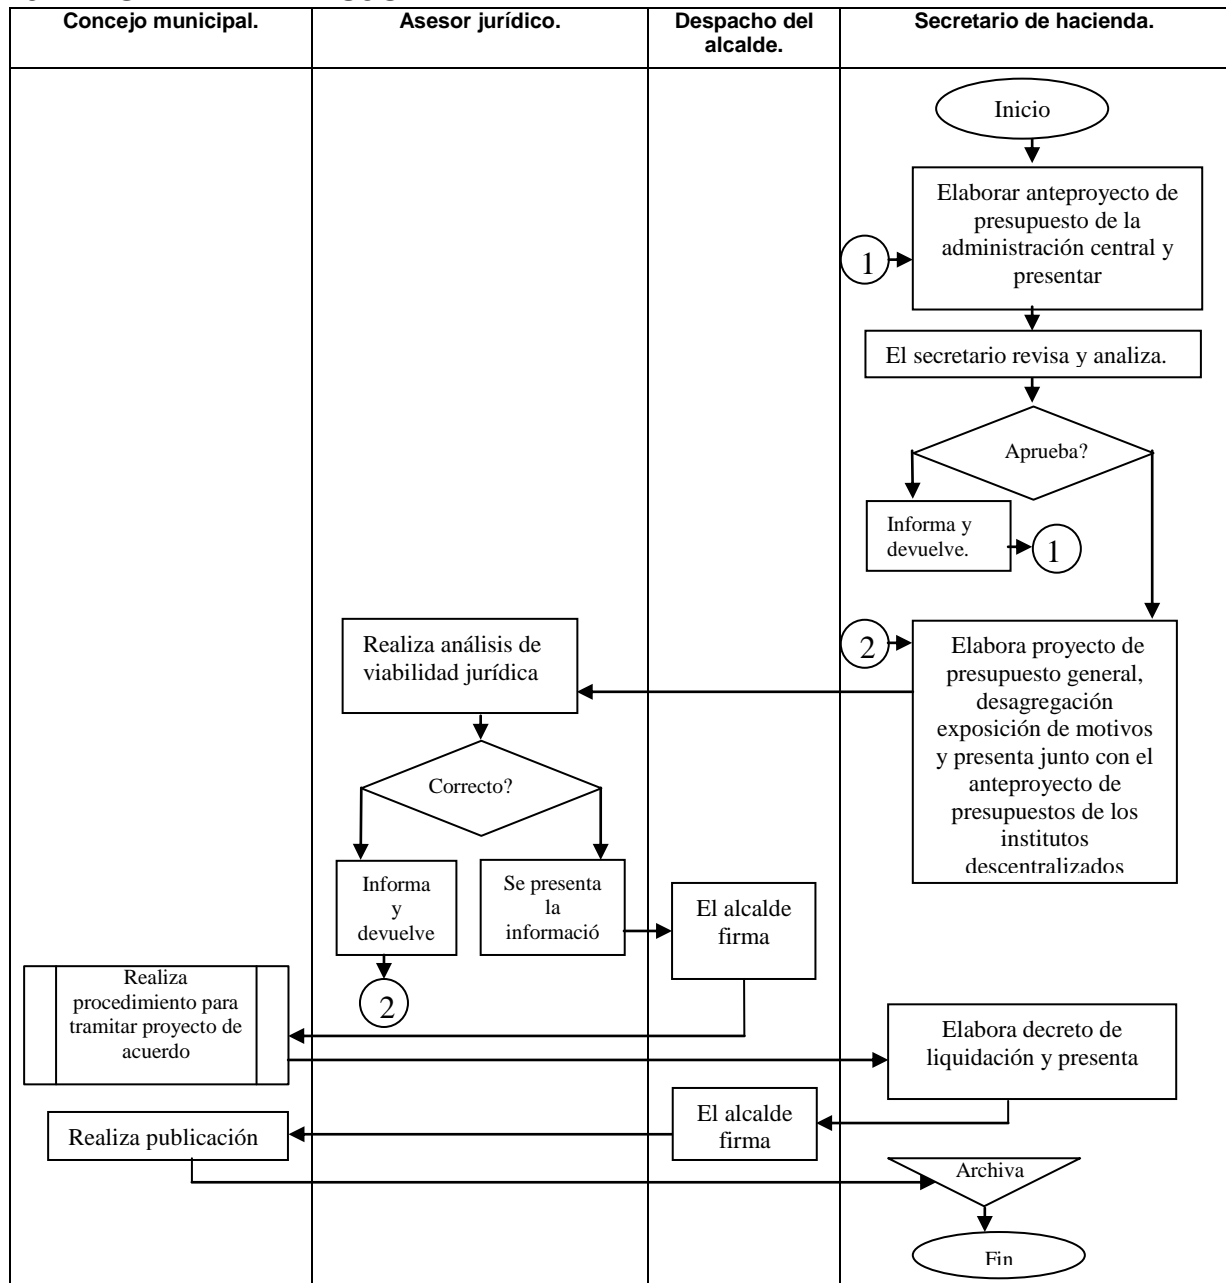 Concejo municipal.
Asesor jurídico.
Despacho del
alcalde.
Secretario de hacienda.
Inicio
Elaborar anteproyecto de
presupuesto de la
administración central y
presentar
1
El secretario revisa y analiza.
Aprueba?
Informa y
devuelve.
1
2
Elabora proyecto de
presupuesto general,
desagregación
exposición de motivos
y presenta junto con el
anteproyecto de
presupuestos de los
institutos
descentralizados
Realiza análisis de
viabilidad jurídica
Correcto?
Informa
y
devuelve
2
Se presenta
la
informació
El alcalde
firma
Realiza
procedimiento para
tramitar proyecto de
acuerdo
Elabora decreto de
liquidación y presenta
El alcalde
firma
Realiza publicación
Archiva
Fin